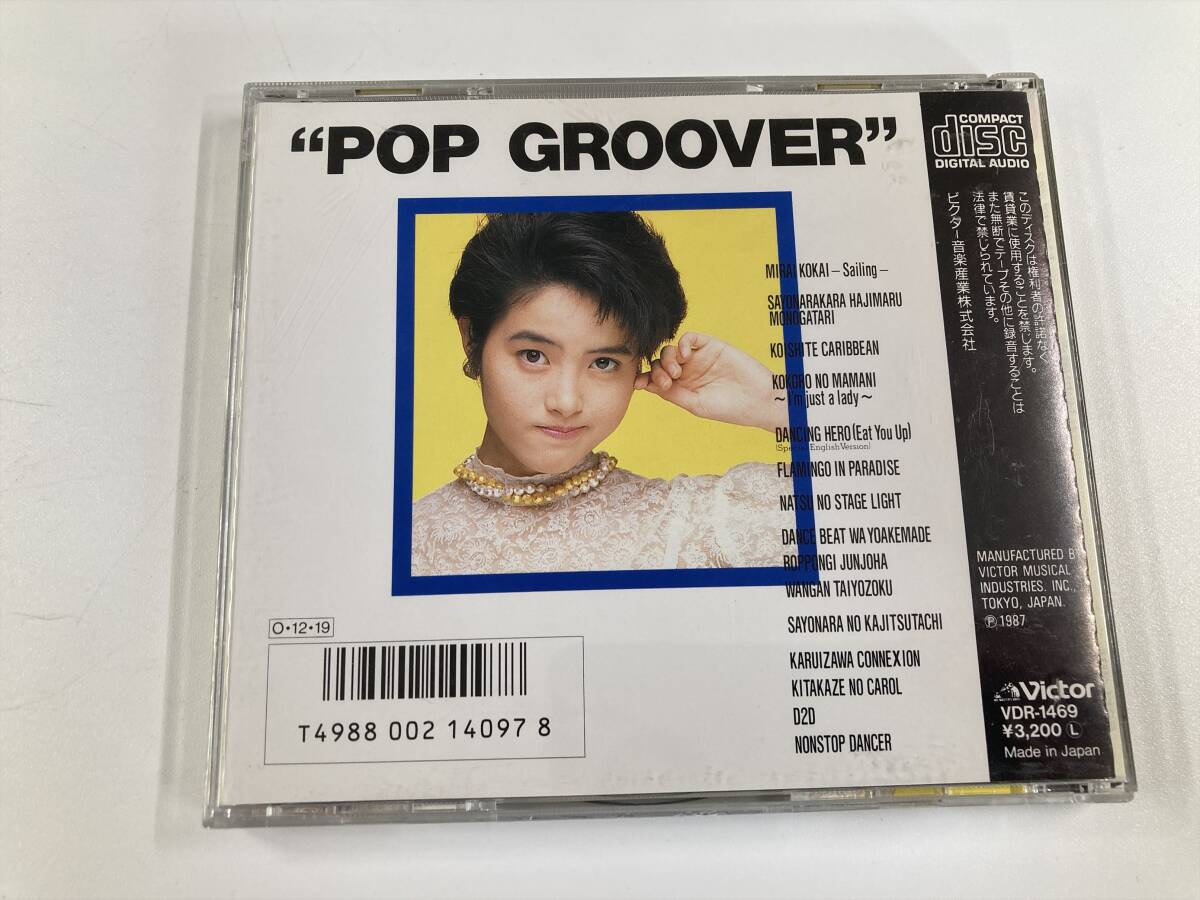 “POP GROOVER”
MIRAI KOKAI – Sailing –
SAYONARAKARA HAJIMARU
MONOGATARI
KOISHITE CARIBBEAN
KOKORO NO MAMANI
~ I'm just a lady ~
DANCING HERO (Eat You Up)
(Special English Version)
FLAMINGO IN PARADISE
NATSU NO STAGE LIGHT
DANCE BEAT WA YOAKEMADE
ROPPONGI JUNJOHA
WANGAN TAIYOZOKU
SAYONARA NO KAJITSUTACHI
KARUIZAWA CONNEXION
KITAKAZE NO CAROL
D2D
NONSTOP DANCER
O・12・19
T4988 002 14097 8
COMPACT
disc
DIGITAL AUDIO
このディスクは権利者の許諾なく
賃貸業に使用することを禁じます。
また無断でテープその他に録音することは
法律で禁じられています。
ビクター音楽産業株式会社
MANUFACTURED BY
VICTOR MUSICAL
INDUSTRIES. INC.,
TOKYO, JAPAN.
Ⓟ1987
Victor
VDR-1469
¥3,200 Ⓛ
Made in Japan